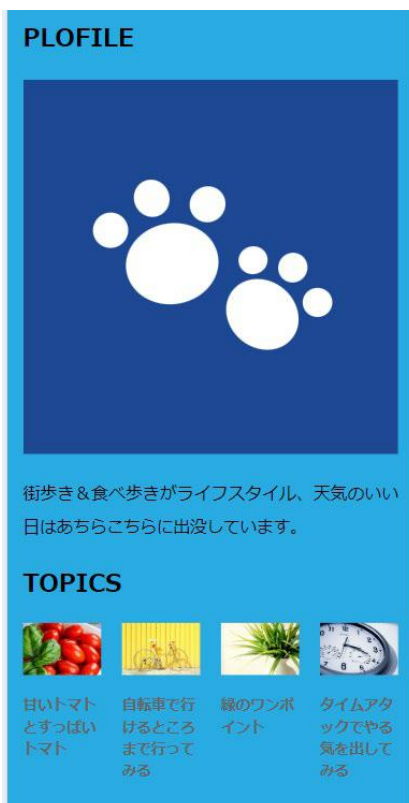 PLOFILE
街歩き＆食べ歩きがライフスタイル、天気のいい
日はあちらこちらに出没しています。
TOPICS
甘いトマト
とすっぱい
トマト
自転車で行
けるところ
まで行って
みる
緑のワンポ
イント
タイムアタ
ックでやる
気を出して
みる